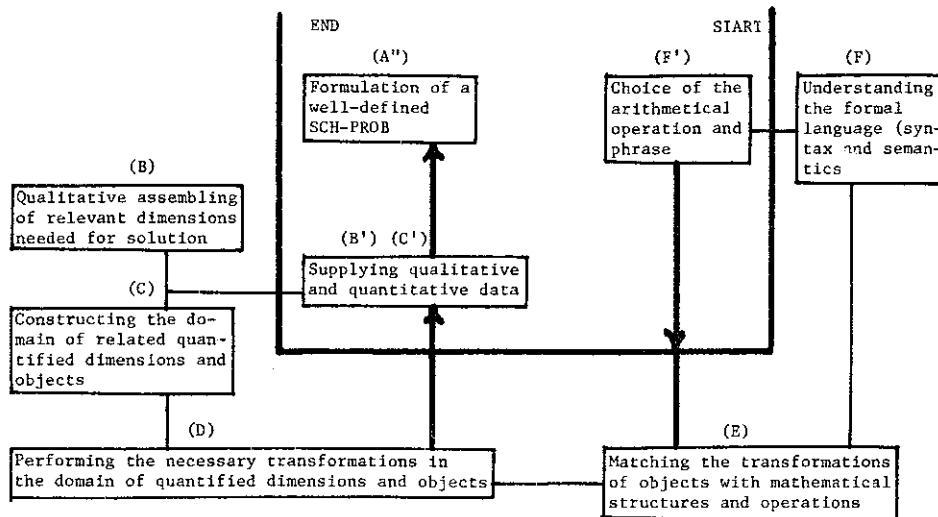 END
START
(A")
Formulation of a
well-defined
SCH-PROB
(F')
Choice of the
arithmetical
operation and
phrase
(F)
Understanding
the formal
language (syn-
tax and seman-
tics
(B)
Qualitative assembling
of relevant dimensions
needed for solution
(B') (C')
Supplying qualitative
and quantitative data
(C)
Constructing the do-
main of related quan-
tified dimensions and
objects
(D)
Performing the necessary transformations in
the domain of quantified dimensions and objects
(E)
Matching the transformations
of objects with mathematical
structures and operations